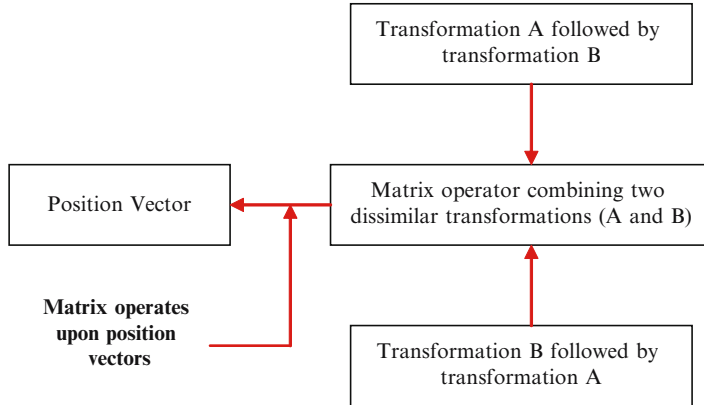 Transformation A followed by
transformation B
Position Vector
Matrix operator combining two
dissimilar transformations (A and B)
Matrix operates
upon position
vectors
Transformation B followed by
transformation A